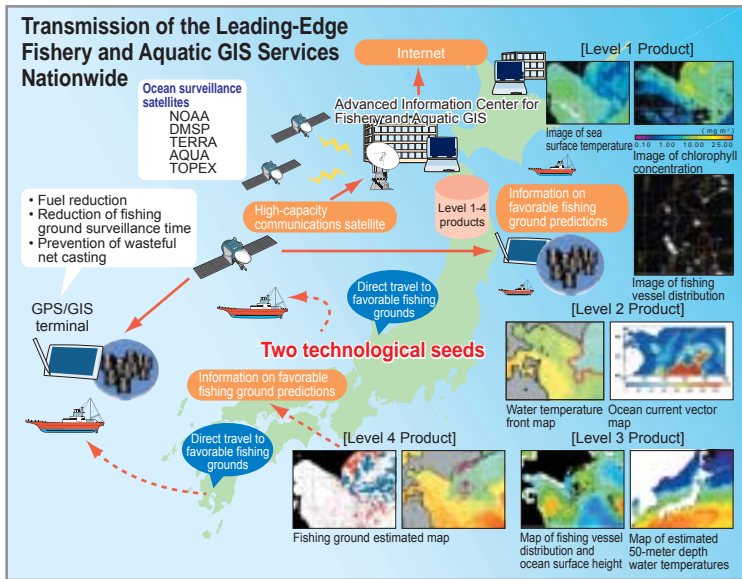 Transmission of the Leading-Edge
Fishery and Aquatic GIS Services
Nationwide
Internet
[Level 1 Product]
Ocean surveillance
satellites
NOAA
DMSP
TERRA
AQUA
TOPEX
Advanced Information Center for
Fishery and Aquatic GIS
Image of sea
surface temperature
( mg m⁻³ )
0.10 1.00 10.00 25.00
Image of chlorophyll
concentration
• Fuel reduction
• Reduction of fishing
ground surveillance time
• Prevention of wasteful
net casting
High-capacity
communications satellite
Level 1-4
products
Information on
favorable fishing
ground predictions
Image of fishing
vessel distribution
GPS/GIS
terminal
Direct travel to
favorable fishing
grounds
[Level 2 Product]
Two technological seeds
Information on favorable
fishing ground predictions
Water temperature
front map
Ocean current vector
map
Direct travel to
favorable fishing
grounds
[Level 4 Product]
[Level 3 Product]
Fishing ground estimated map
Map of fishing vessel
distribution and
ocean surface height
Map of estimated
50-meter depth
water temperatures